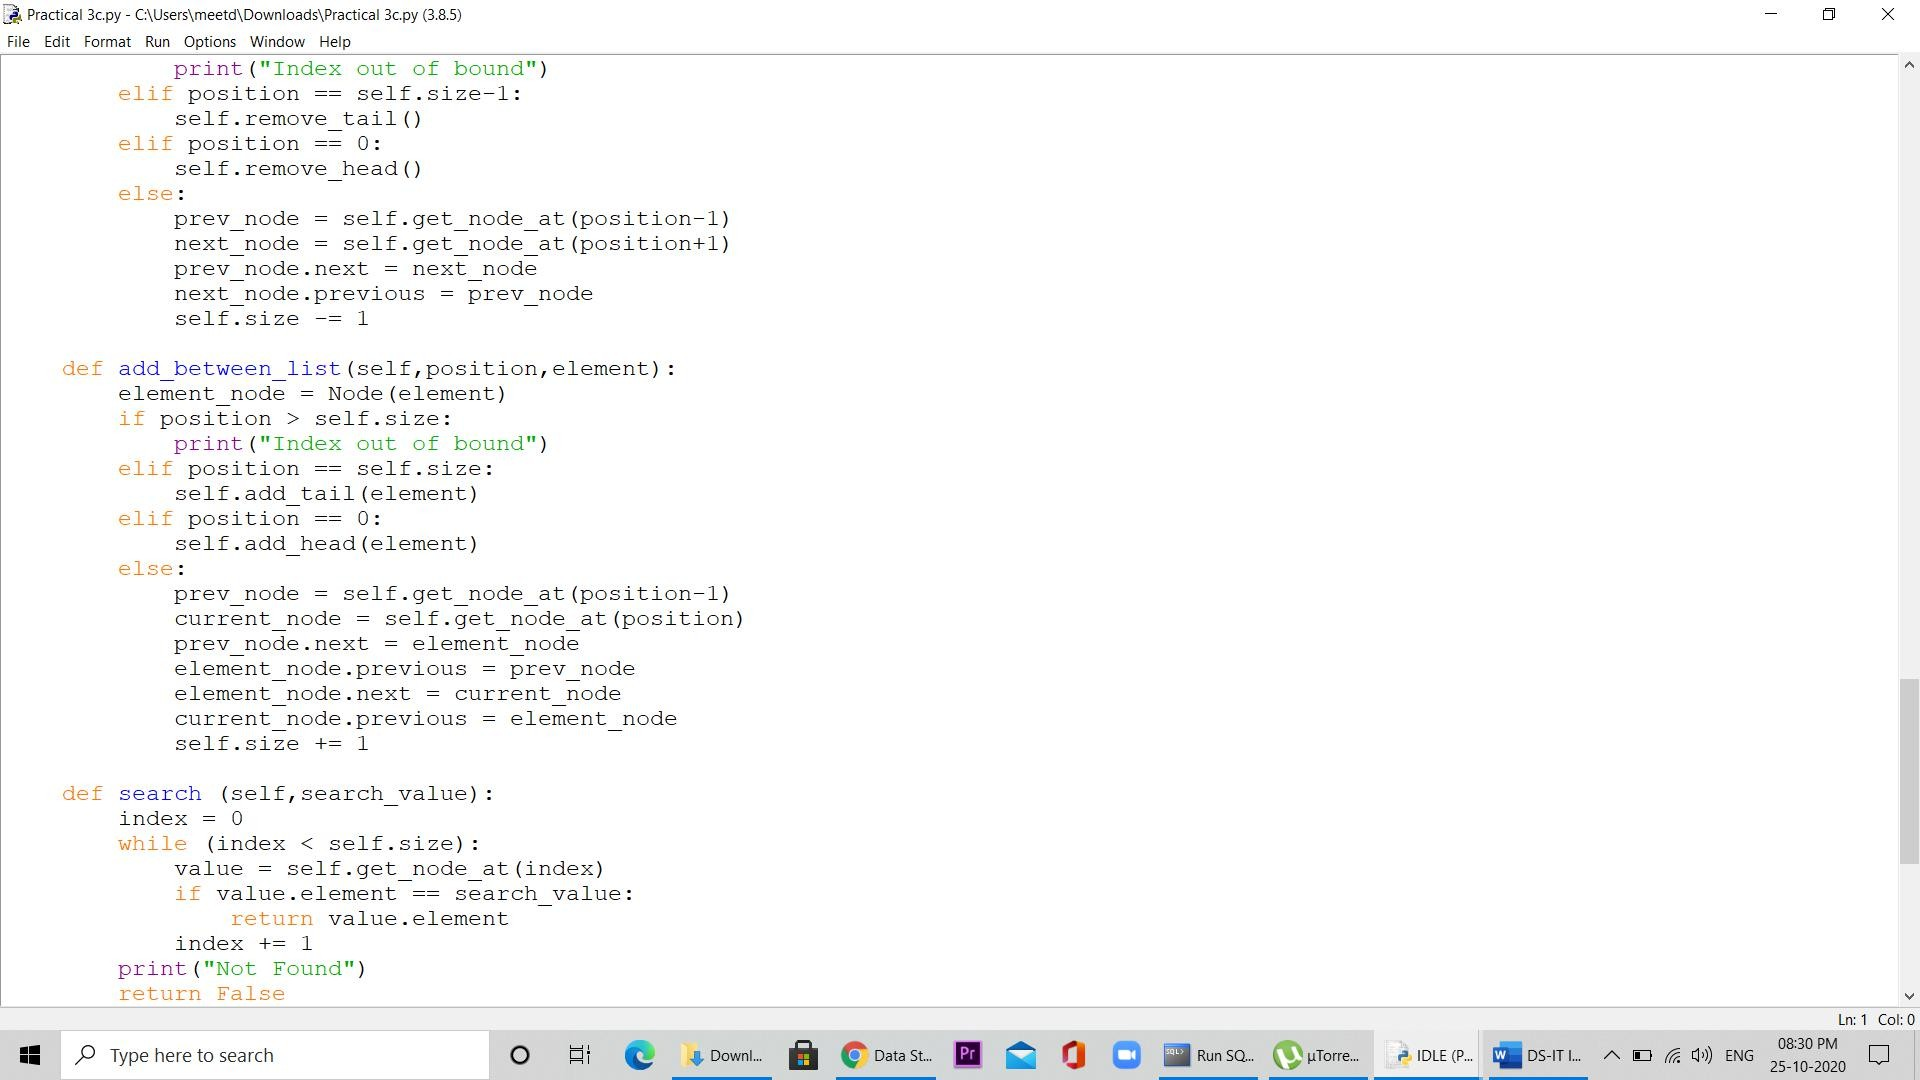 Practical 3c.py - C:\Users\meetd\Downloads\Practical 3c.py (3.8.5)
File Edit Format Run Options Window Help
            print("Index out of bound")
        elif position == self.size-1:
            self.remove_tail()
        elif position == 0:
            self.remove_head()
        else:
            prev_node = self.get_node_at(position-1)
            next_node = self.get_node_at(position+1)
            prev_node.next = next_node
            next_node.previous = prev_node
            self.size -= 1

    def add_between_list(self,position,element):
        element_node = Node(element)
        if position > self.size:
            print("Index out of bound")
        elif position == self.size:
            self.add_tail(element)
        elif position == 0:
            self.add_head(element)
        else:
            prev_node = self.get_node_at(position-1)
            current_node = self.get_node_at(position)
            prev_node.next = element_node
            element_node.previous = prev_node
            element_node.next = current_node
            current_node.previous = element_node
            self.size += 1

    def search (self,search_value):
        index = 0
        while (index < self.size):
            value = self.get_node_at(index)
            if value.element == search_value:
                return value.element
            index += 1
        print("Not Found")
        return False
Ln: 1 Col: 0
Type here to search Downl... Data St... Pr SQL> Run SQ... µTorre... IDLE (P... W DS-IT I... ENG 08:30 PM
25-10-2020